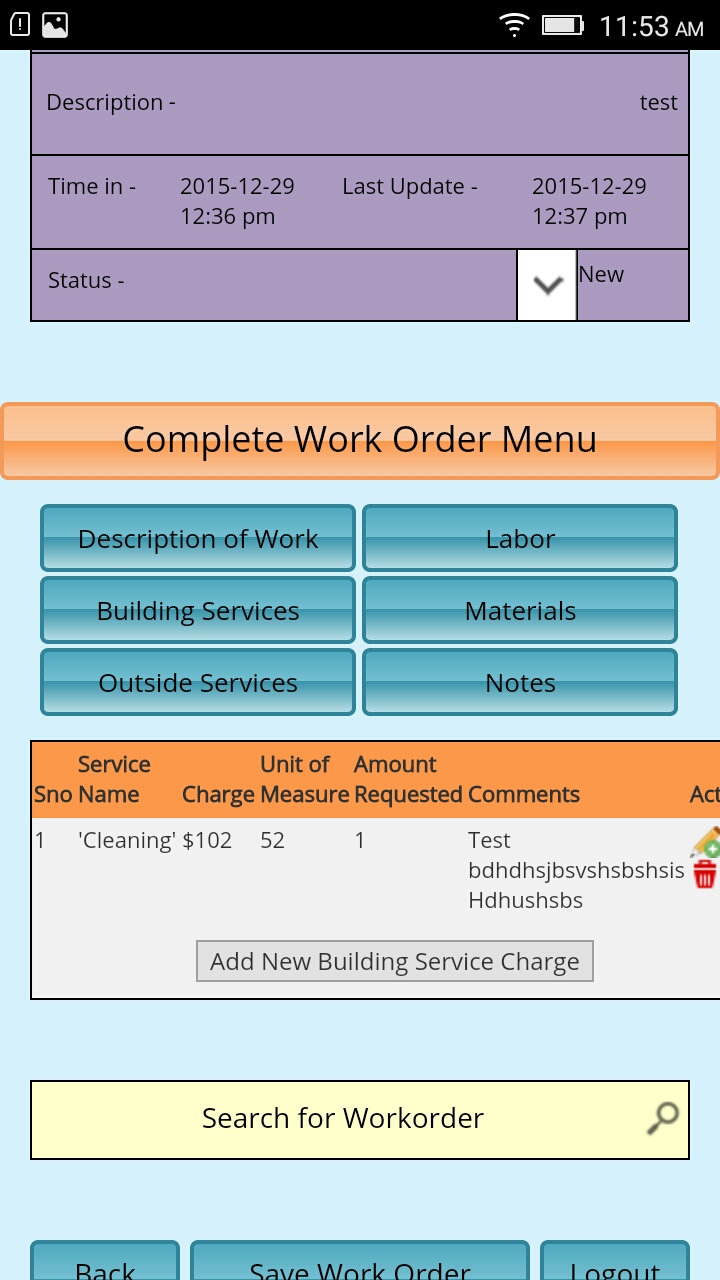 11:53 AM
Description - test
Time in - 2015-12-29 Last Update - 2015-12-29
12:36 pm 12:37 pm
Status - New
Complete Work Order Menu
Description of Work Labor
Building Services Materials
Outside Services Notes
Service Unit of Amount
Sno Name Charge Measure Requested Comments Act
1 'Cleaning' $102 52 1 Test
bdhdhsjbsvshsbshsis
Hdhushsbs
Add New Building Service Charge
Search for Workorder
Back Save Work Order Logout